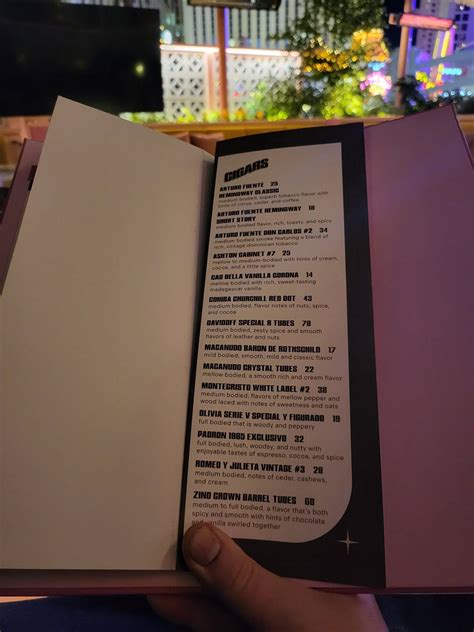 CIGARS
ARTURO FUENTE 25
HEMINGWAY CLASSIC
medium bodied, superb tobacco flavor with
hints of citrus, cedar, and coffee
ARTURO FUENTE HEMINGWAY 18
SHORT STORY
medium bodied flavor, rich, toasty, and spicy
ARTURO FUENTE DON CARLOS #2 34
medium bodied smoke featuring a blend of
rich, vintage dominican tobacco
ASHTON CABINET #7 25
mellow to medium-bodied with hints of cream,
cocoa, and a little spice
CAO BELLA VANILLA CORONA 14
medium bodied with rich, sweet-testing
madagascar vanilla
COHIBA CHURCHILL RED DOT 43
medium bodied, flavor notes of nuts, spice,
and cocoa
DAVIDOFF SPECIAL R TUBES 79
medium bodied, zesty spice and smooth
flavors of leather and nuts
MACANUDO BARON DE ROTHSCHILD 17
mild bodied, smooth, mild and classic flavor
MACANUDO CRYSTAL TUBES 22
mellow bodied, a smooth rich and cream flavor
MONTECRISTO WHITE LABEL #2 38
medium bodied, flavors of mellow pepper and
wood laced with notes of sweetness and oats
OLIVIA SERIE V SPECIAL Y FIGURADO 19
full bodied that is woody and peppery
PADRON 1965 EXCLUSIVO 32
full bodied, lush, woodsy, and nutty with
enjoyable tastes of espresso, cocoa, and spice
ROMEO Y JULIETA VINTAGE #3 28
medium bodied, notes of cedar, cashews,
and cream
ZINO CROWN BARREL TUBES 68
medium to full bodied, a flavor that's both
spicy and smooth with hints of chocolate
and vanilla swirled together